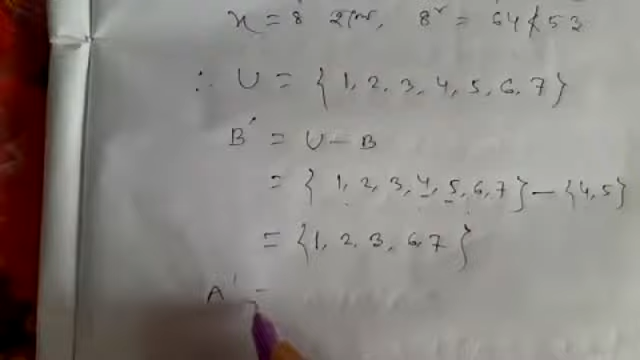 x = 8 হলে, 8² = 64 ≮ 53
∴ U = { 1, 2, 3, 4, 5, 6, 7 }
B′ = U − B
= { 1, 2, 3, 4, 5, 6, 7 } − {4, 5}
= { 1, 2, 3, 6, 7 }
A′ =